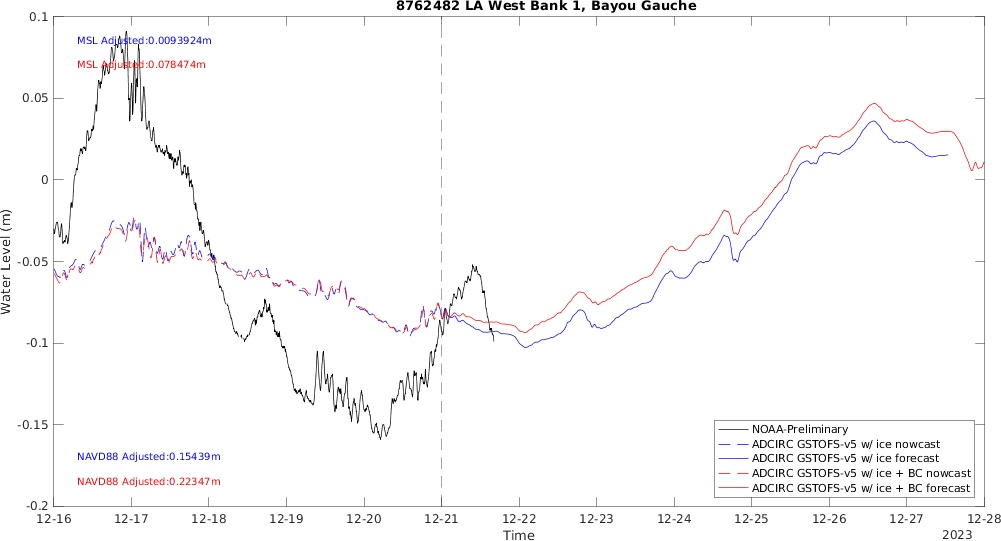 8762482 LA West Bank 1, Bayou Gauche
MSL Adjusted:0.0093924m
MSL Adjusted:0.078474m
NAVD88 Adjusted:0.15439m
NAVD88 Adjusted:0.22347m
Water Level (m)
0.1
0.05
0
-0.05
-0.1
-0.15
-0.2
NOAA-Preliminary
ADCIRC GSTOFS-v5 w/ ice nowcast
ADCIRC GSTOFS-v5 w/ ice forecast
ADCIRC GSTOFS-v5 w/ ice + BC nowcast
ADCIRC GSTOFS-v5 w/ ice + BC forecast
12-16 12-17 12-18 12-19 12-20 12-21 12-22 12-23 12-24 12-25 12-26 12-27 12-28
Time
2023